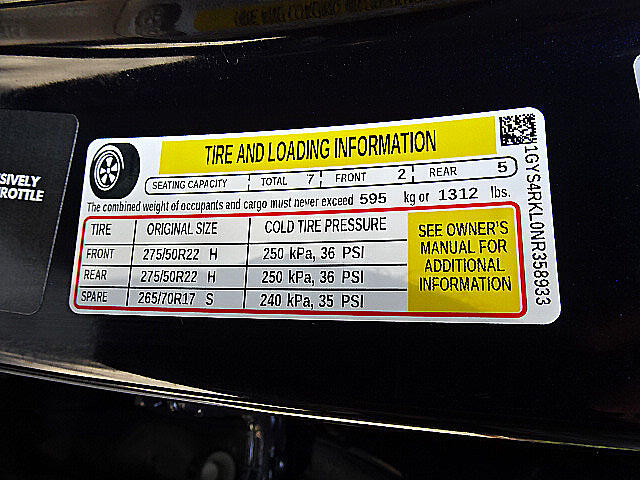 SIVELY
ROTTLE
TIRE AND LOADING INFORMATION
SEATING CAPACITY TOTAL 7 FRONT 2 REAR 5
The combined weight of occupants and cargo must never exceed 595 kg or 1312 lbs.
TIRE ORIGINAL SIZE COLD TIRE PRESSURE
FRONT 275/50R22 H 250 kPa, 36 PSI
REAR 275/50R22 H 250 kPa, 36 PSI
SPARE 265/70R17 S 240 kPa, 35 PSI
SEE OWNER'S
MANUAL FOR
ADDITIONAL
INFORMATION
1GYS4RKL0NR358933